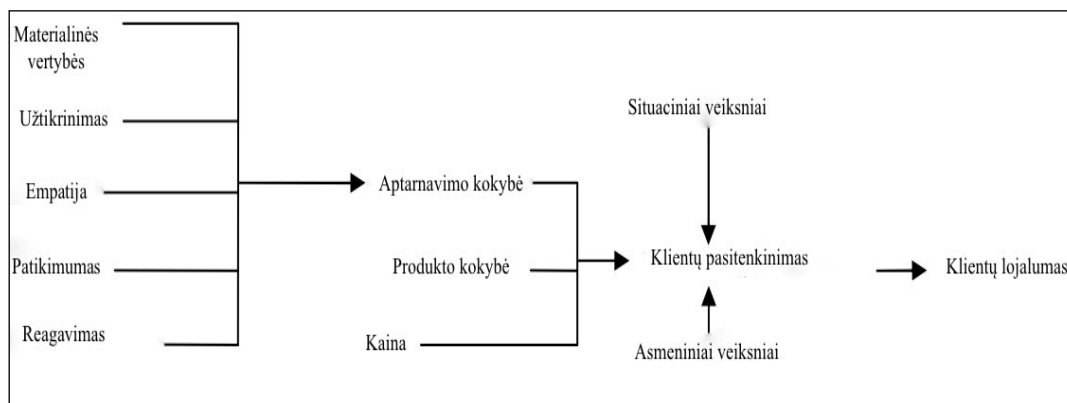 Materialinės
vertybės
Užtikrinimas
Empatija
Patikimumas
Reagavimas
Aptarnavimo kokybė
Produkto kokybė
Kaina
Situaciniai veiksniai
Klientų pasitenkinimas
Asmeniniai veiksniai
Klientų lojalumas